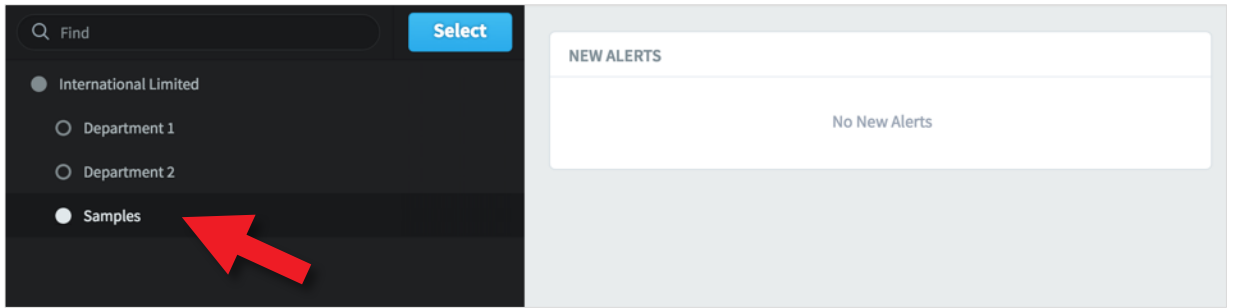 Find
Select
International Limited
Department 1
Department 2
Samples
NEW ALERTS
No New Alerts